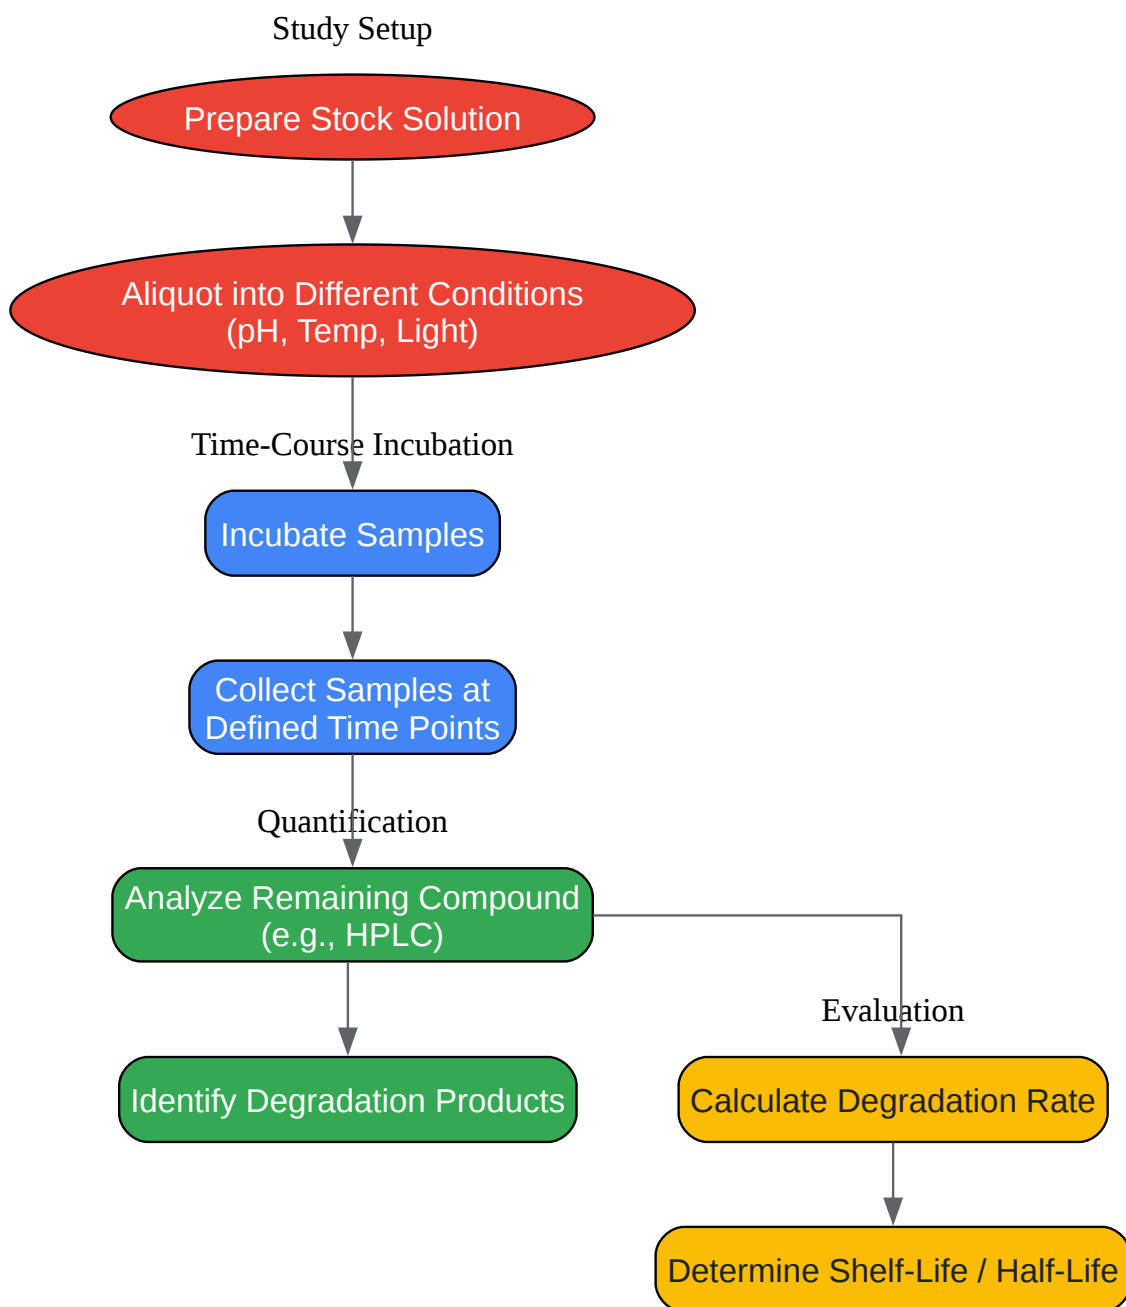 Study Setup
Prepare Stock Solution
Aliquot into Different Conditions
(pH, Temp, Light)
Time-Course Incubation
Incubate Samples
Collect Samples at
Defined Time Points
Quantification
Analyze Remaining Compound
(e.g., HPLC)
Identify Degradation Products
Evaluation
Calculate Degradation Rate
Determine Shelf-Life / Half-Life